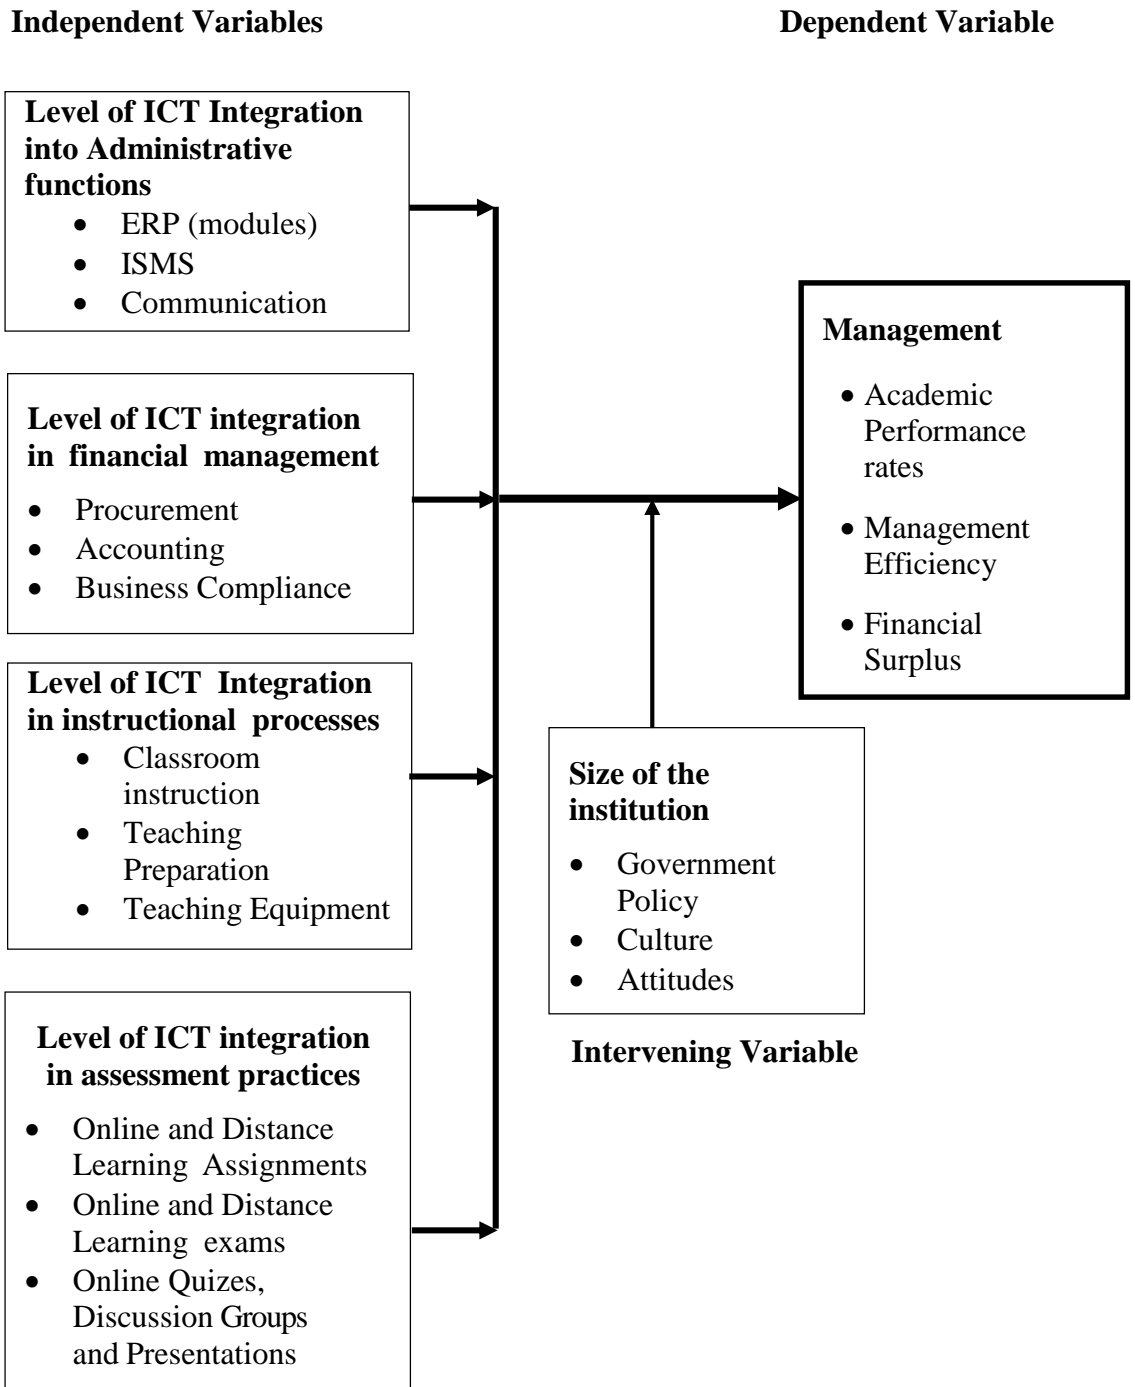 Independent Variables
Dependent Variable
Level of ICT Integration
into Administrative
functions
• ERP (modules)
• ISMS
• Communication
Level of ICT integration
in financial management
• Procurement
• Accounting
• Business Compliance
Level of ICT Integration
in instructional processes
• Classroom
instruction
• Teaching
Preparation
• Teaching Equipment
Level of ICT integration
in assessment practices
• Online and Distance
Learning Assignments
• Online and Distance
Learning exams
• Online Quizes,
Discussion Groups
and Presentations
Size of the
institution
• Government
Policy
• Culture
• Attitudes
Intervening Variable
Management
• Academic
Performance
rates
• Management
Efficiency
• Financial
Surplus